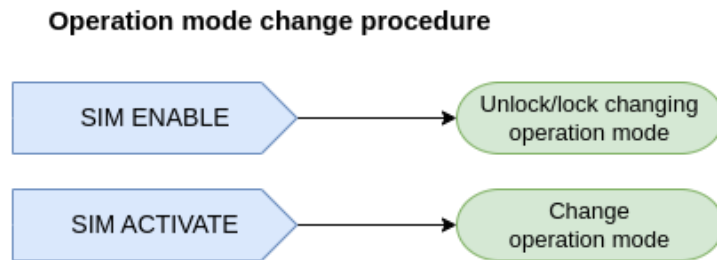 Operation mode change procedure
SIM ENABLE
Unlock/lock changing
operation mode
SIM ACTIVATE
Change
operation mode